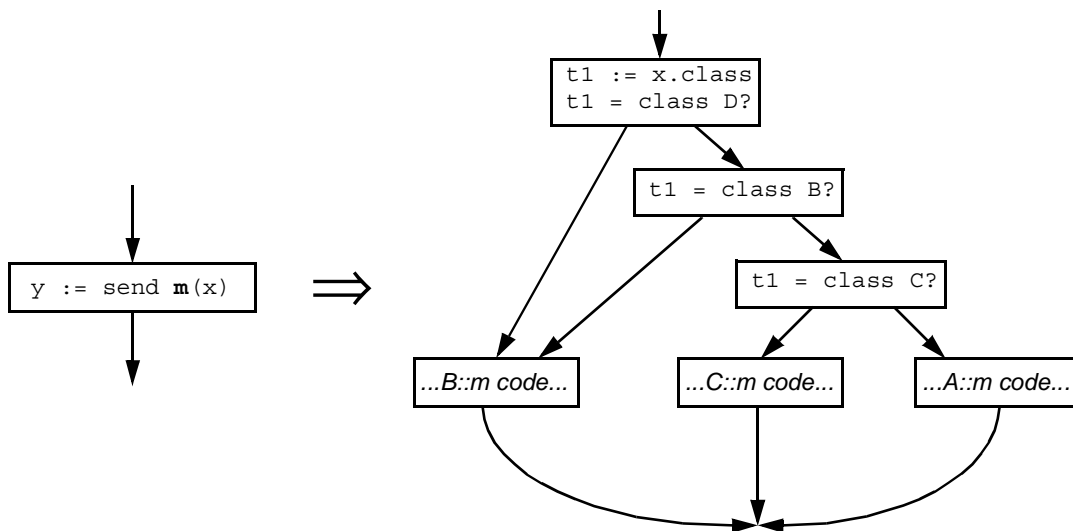 t1 := x.class
t1 = class D?
t1 = class B?
y := send m(x)
⇒
t1 = class C?
...B::m code...
...C::m code...
...A::m code...